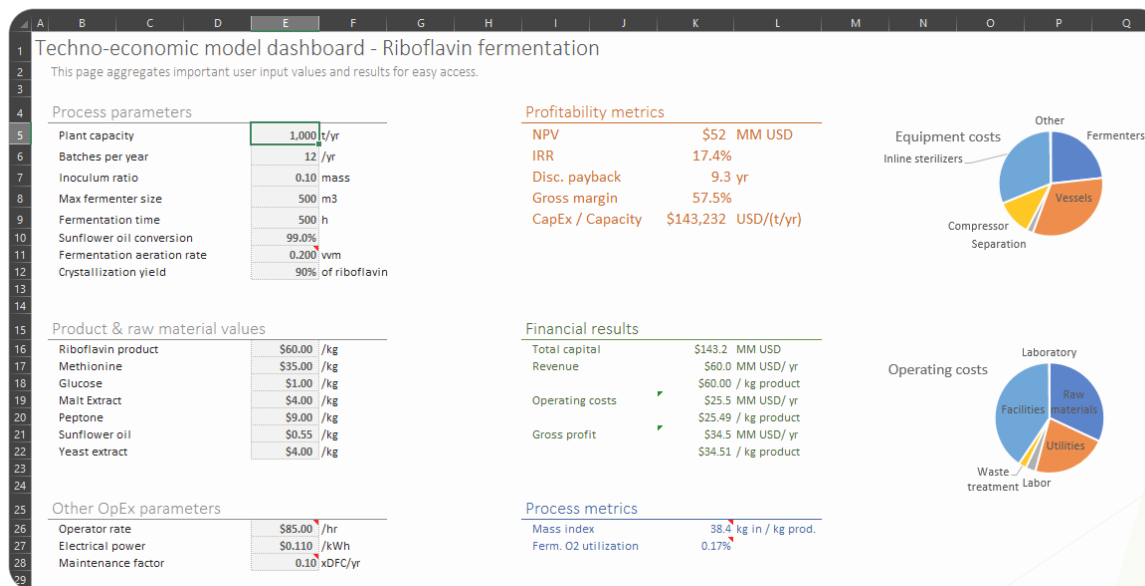 A B C D E F G H I J K L M N O P Q
1 Techno-economic model dashboard - Riboflavin fermentation
2 This page aggregates important user input values and results for easy access.
3
4 Process parameters Profitability metrics
5 Plant capacity 1,000 t/yr NPV $52 MM USD
6 Batches per year 12 /yr IRR 17.4%
7 Inoculum ratio 0.10 mass Disc. payback 9.3 yr
8 Max fermenter size 500 m3 Gross margin 57.5%
9 Fermentation time 500 h CapEx / Capacity $143,232 USD/(t/yr)
10 Sunflower oil conversion 99.0%
11 Fermentation aeration rate 0.200 vvm
12 Crystallization yield 90% of riboflavin
13
14
Equipment costs
Other
Fermenters
Inline sterilizers
Vessels
Compressor
Separation
15 Product & raw material values Financial results
16 Riboflavin product $60.00 /kg Total capital $143.2 MM USD
17 Methionine $35.00 /kg Revenue $60.0 MM USD/ yr
18 Glucose $1.00 /kg $60.00 / kg product
19 Malt Extract $4.00 /kg Operating costs $25.5 MM USD/ yr
20 Peptone $9.00 /kg $25.49 / kg product
21 Sunflower oil $0.55 /kg Gross profit $34.5 MM USD/ yr
22 Yeast extract $4.00 /kg $34.51 / kg product
23
24
Operating costs
Laboratory
Raw
materials
Facilities
Utilities
Waste
treatment
Labor
25 Other OpEx parameters Process metrics
26 Operator rate $85.00 /hr Mass index 38.4 kg in / kg prod.
27 Electrical power $0.110 /kWh Ferm. O2 utilization 0.17%
28 Maintenance factor 0.10 xDFC/yr
29